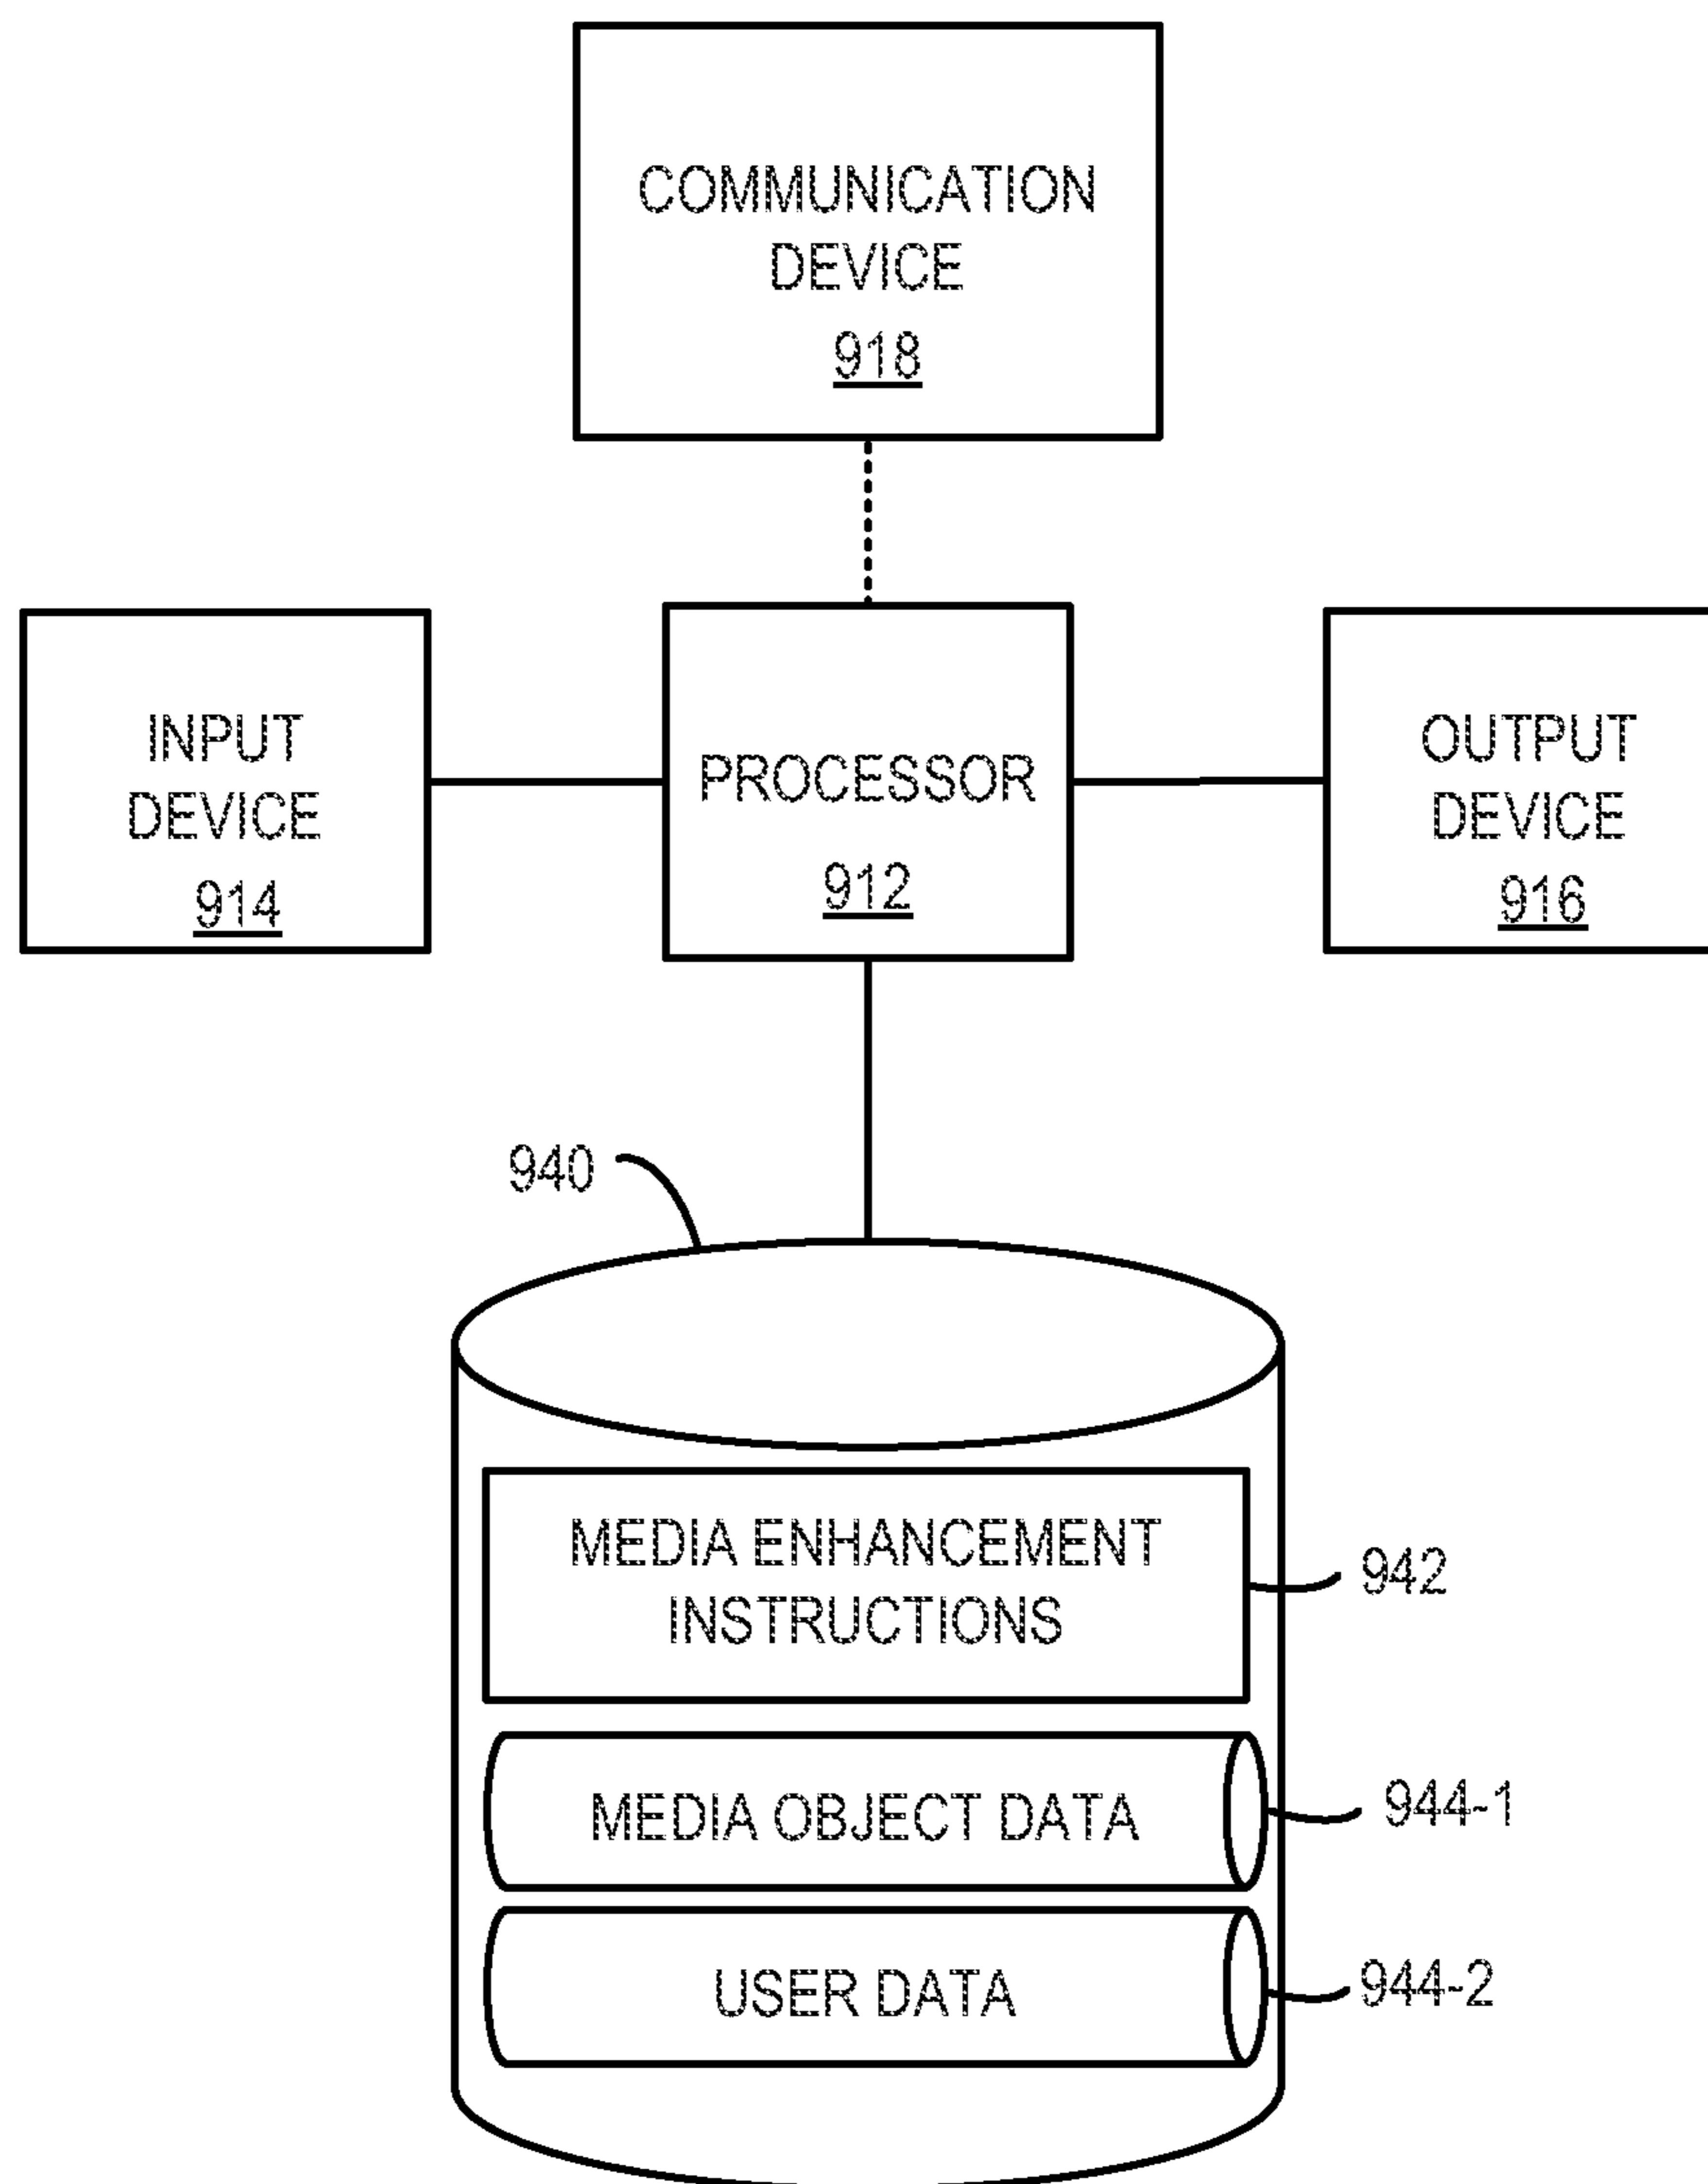 COMMUNICATION
DEVICE
918
INPUT
DEVICE
914
PROCESSOR
912
OUTPUT
DEVICE
916
940
MEDIA ENHANCEMENT
INSTRUCTIONS
942
MEDIA OBJECT DATA
944-1
USER DATA
944-2